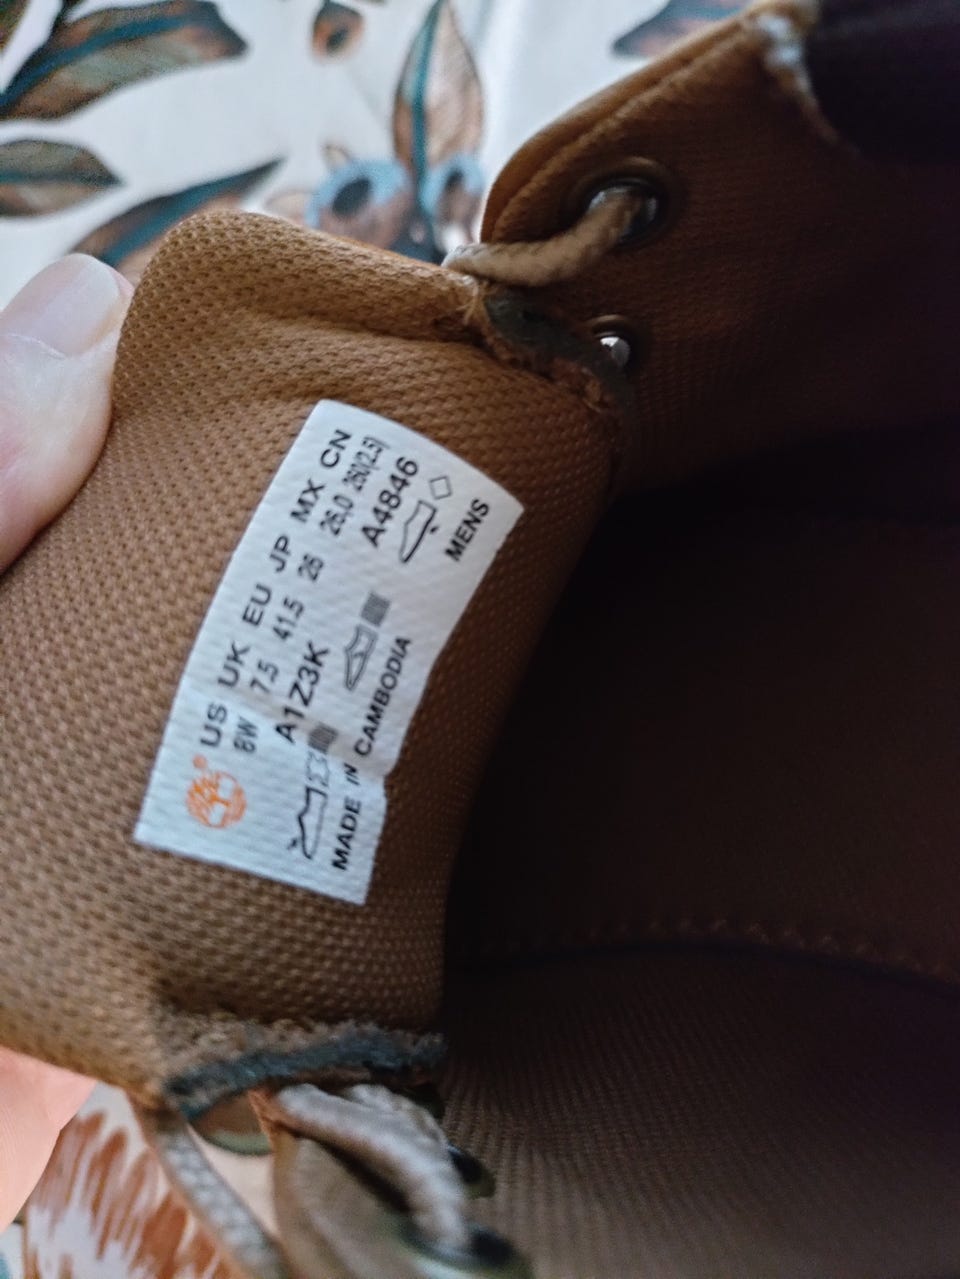 US UK EU JP MX CN
8W 7.5 41.5 26 26.0 260(2.5)
A1Z3K A4846
MENS
MADE IN CAMBODIA